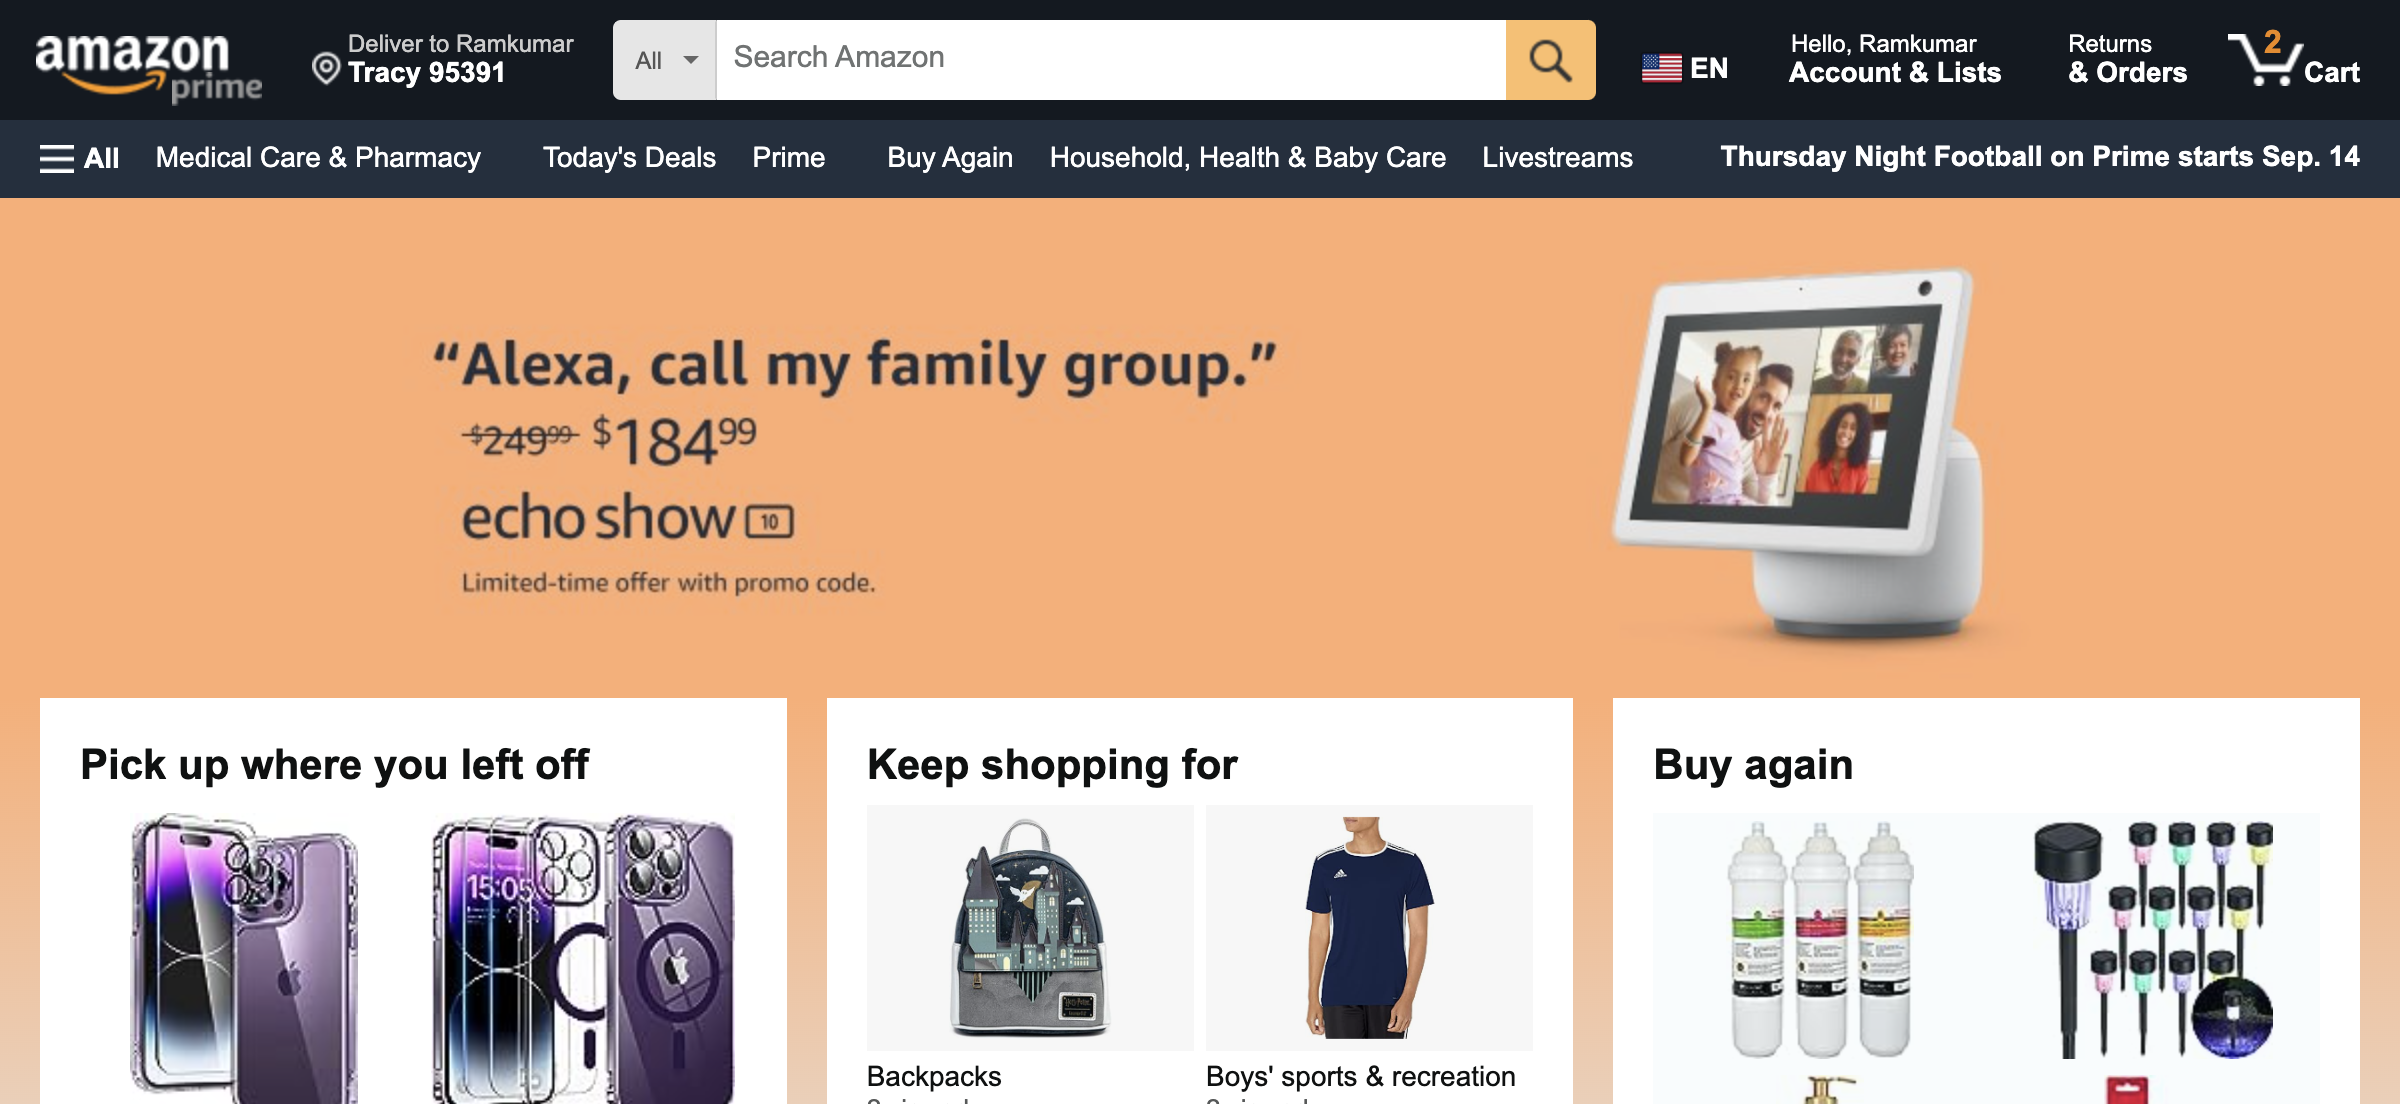 amazon
prime
Deliver to Ramkumar
Tracy 95391
All
Search Amazon
EN
Hello, Ramkumar
Account & Lists
Returns
& Orders
2
Cart
All
Medical Care & Pharmacy
Today's Deals
Prime
Buy Again
Household, Health & Baby Care
Livestreams
Thursday Night Football on Prime starts Sep. 14
“Alexa, call my family group.”
$249.99 $184.99
echo show 10
Limited-time offer with promo code.
Pick up where you left off
Keep shopping for
Buy again
15:05
Backpacks
Boys' sports & recreation